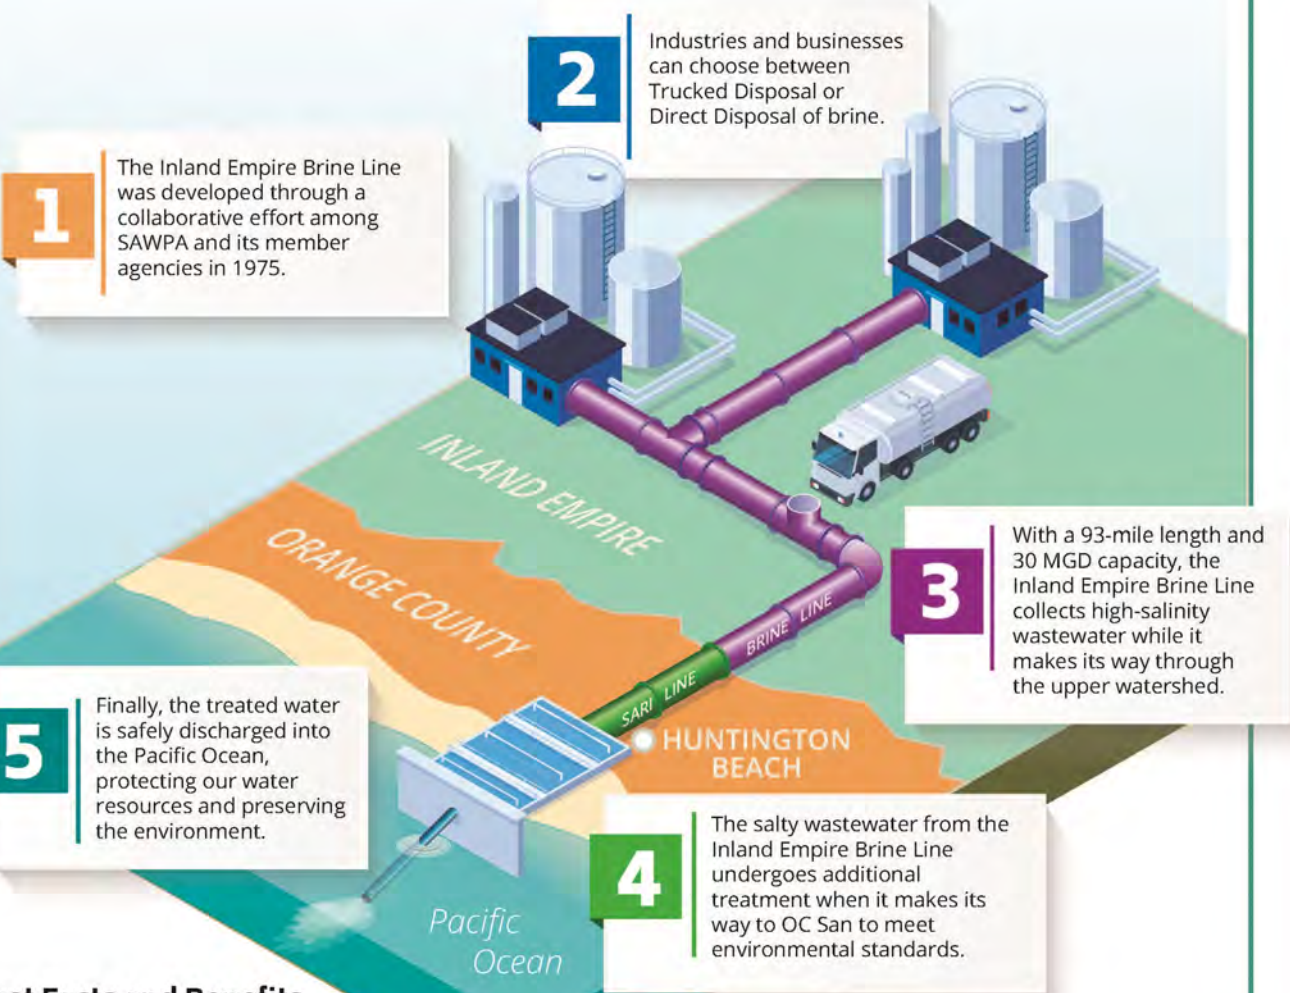 1
The Inland Empire Brine Line
was developed through a
collaborative effort among
SAWPA and its member
agencies in 1975.
2
Industries and businesses
can choose between
Trucked Disposal or
Direct Disposal of brine.
INLAND EMPIRE
ORANGE COUNTY
BRINE LINE
SARI LINE
HUNTINGTON
BEACH
3
With a 93-mile length and
30 MGD capacity, the
Inland Empire Brine Line
collects high-salinity
wastewater while it
makes its way through
the upper watershed.
4
The salty wastewater from the
Inland Empire Brine Line
undergoes additional
treatment when it makes its
way to OC San to meet
environmental standards.
5
Finally, the treated water
is safely discharged into
the Pacific Ocean,
protecting our water
resources and preserving
the environment.
Pacific
Ocean
and Benefits